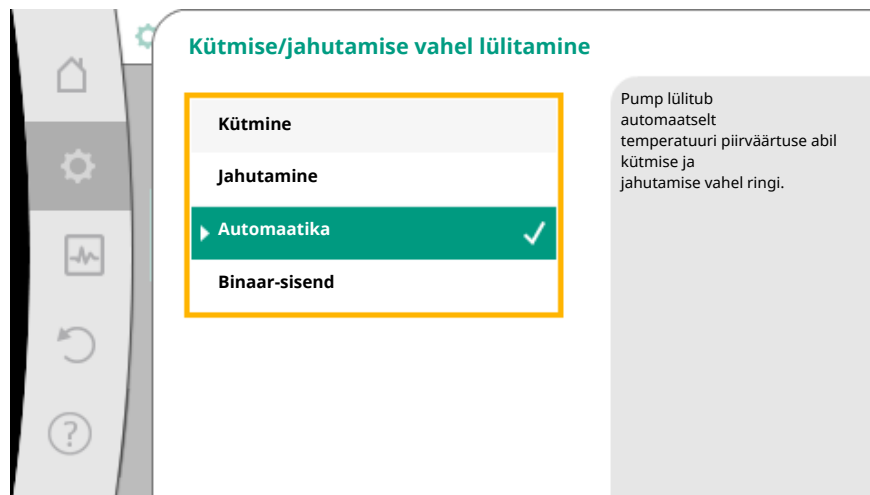 Kütmise/jahutamise vahel lülitamine
Kütmine
Jahutamine
Automaatika
Binaar-sisend
Pump lülitub
automaatselt
temperatuuri piirväärtuse abil
kütmise ja
jahutamise vahel ringi.
?